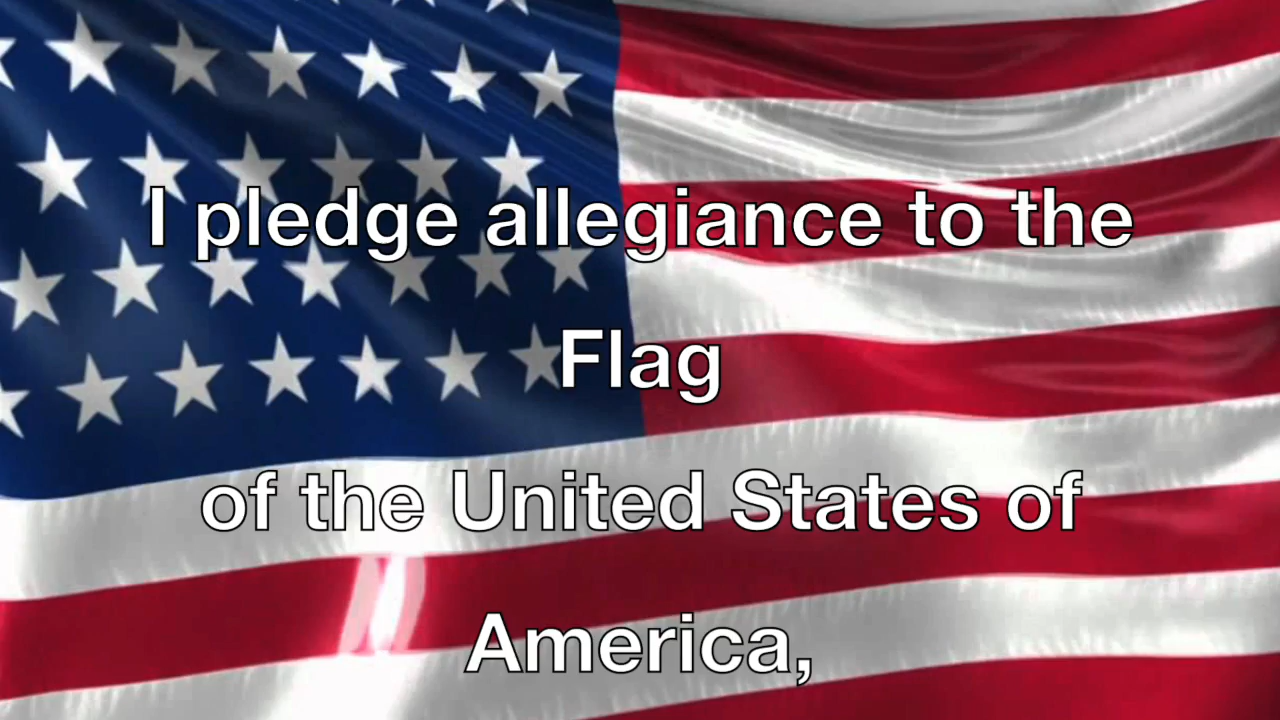 I pledge allegiance to the
Flag
of the United States of
America,